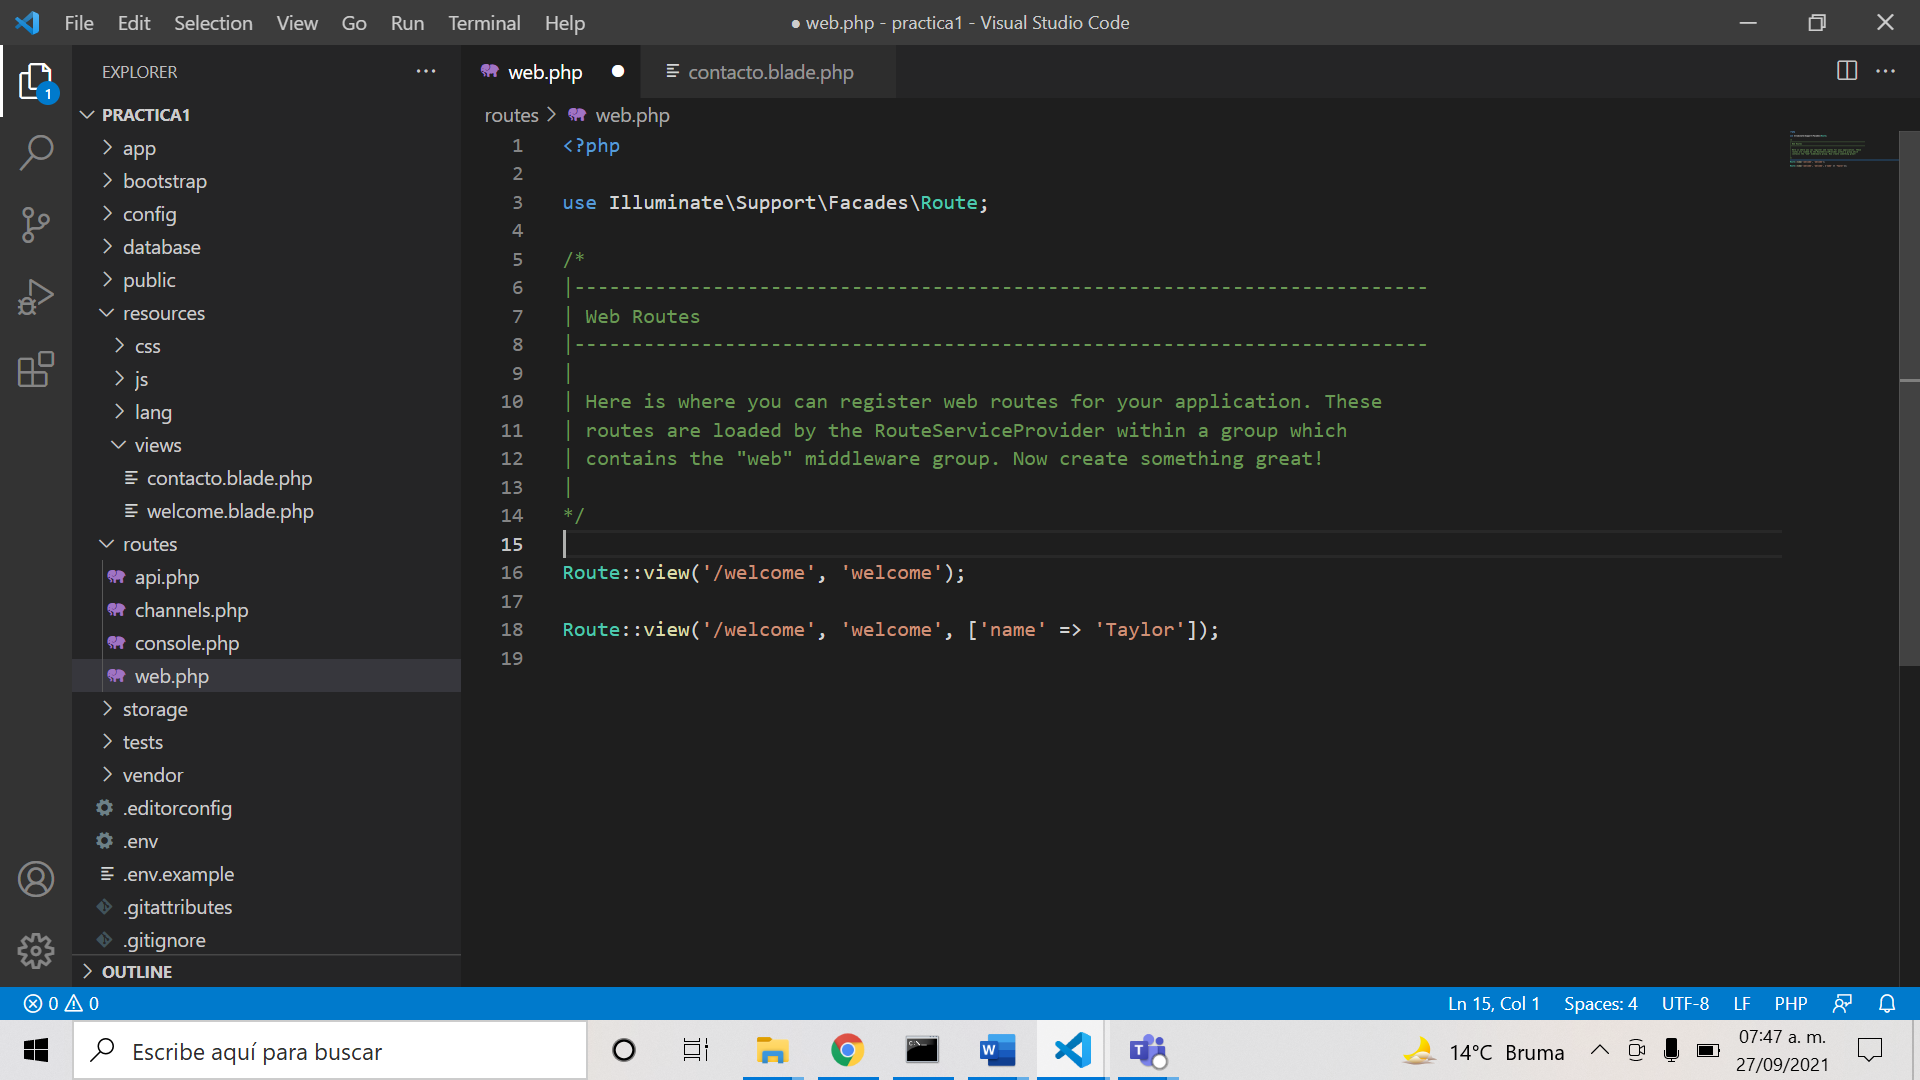 File Edit Selection View Go Run Terminal Help
● web.php - practica1 - Visual Studio Code
EXPLORER
web.php
contacto.blade.php
1
PRACTICA1
app
bootstrap
config
database
public
resources
css
js
lang
views
contacto.blade.php
welcome.blade.php
routes
api.php
channels.php
console.php
web.php
storage
tests
vendor
.editorconfig
.env
.env.example
.gitattributes
.gitignore
OUTLINE
routes > web.php
1 <?php
2
3 use Illuminate\Support\Facades\Route;
4
5 /*
6 |--------------------------------------------------------------------------
7 | Web Routes
8 |--------------------------------------------------------------------------
9 |
10 | Here is where you can register web routes for your application. These
11 | routes are loaded by the RouteServiceProvider within a group which
12 | contains the "web" middleware group. Now create something great!
13 |
14 */
15
16 Route::view('/welcome', 'welcome');
17
18 Route::view('/welcome', 'welcome', ['name' => 'Taylor']);
19
0 0
Ln 15, Col 1 Spaces: 4 UTF-8 LF PHP
Escribe aquí para buscar
14°C Bruma
07:47 a. m.
27/09/2021